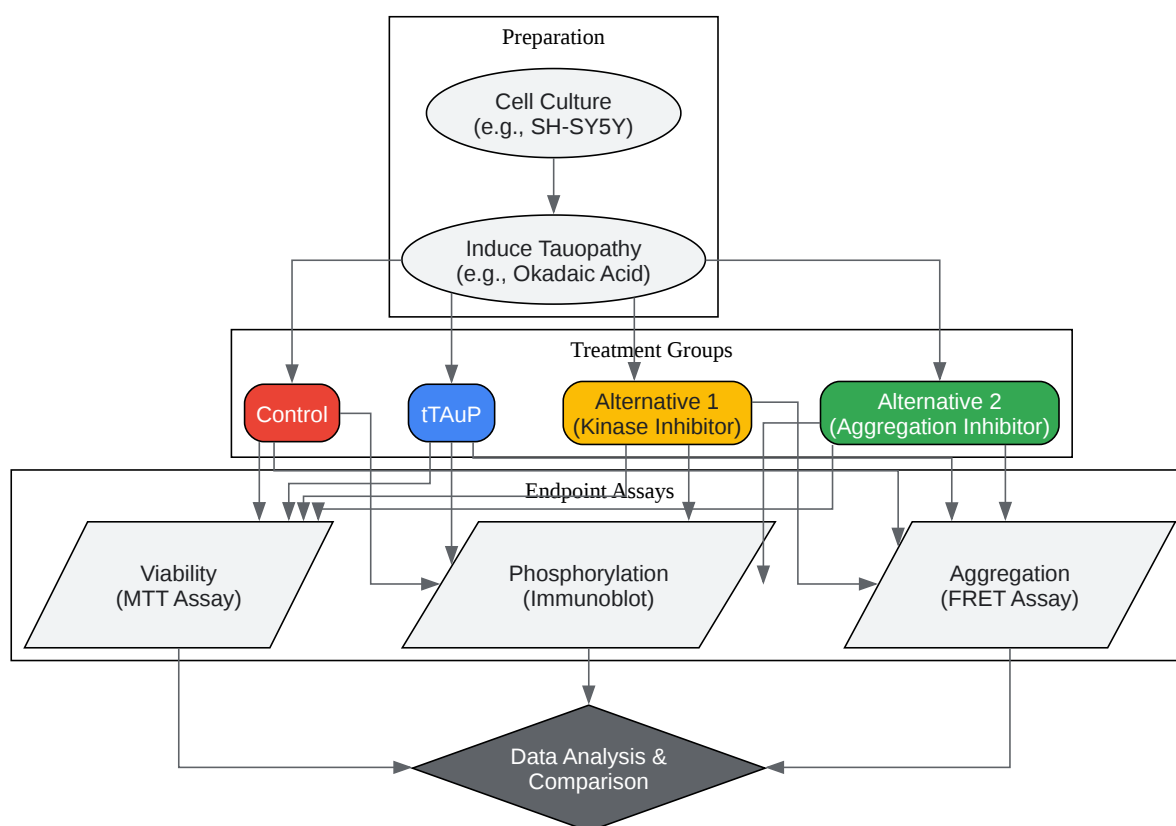 Preparation
Cell Culture
(e.g., SH-SY5Y)
Induce Tauopathy
(e.g., Okadaic Acid)
Treatment Groups
Control
tTAuP
Alternative 1
(Kinase Inhibitor)
Alternative 2
(Aggregation Inhibitor)
Endpoint Assays
Viability
(MTT Assay)
Phosphorylation
(Immunoblot)
Aggregation
(FRET Assay)
Data Analysis &
Comparison